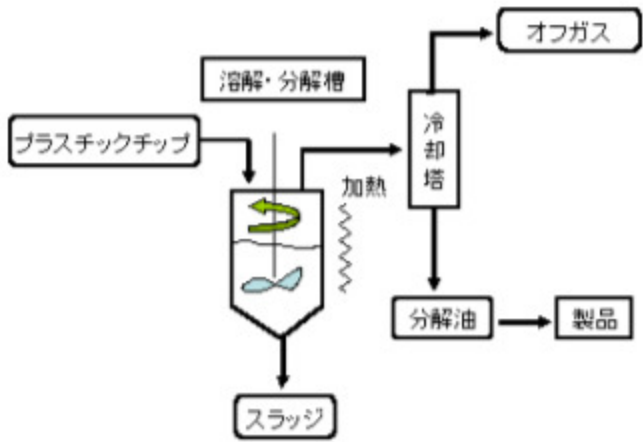 オフガス
溶解・分解槽
プラスチックチップ
冷却塔
加熱
分解油
製品
スラッジ